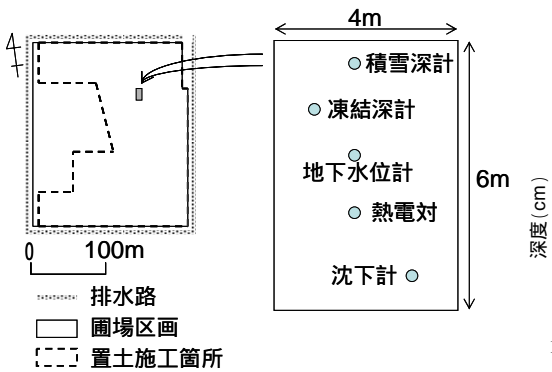 4m
積雪深計
凍結深計
地下水位計
熱電対
沈下計
6m
深度(cm)
0 100m
排水路
圃場区画
置土施工箇所